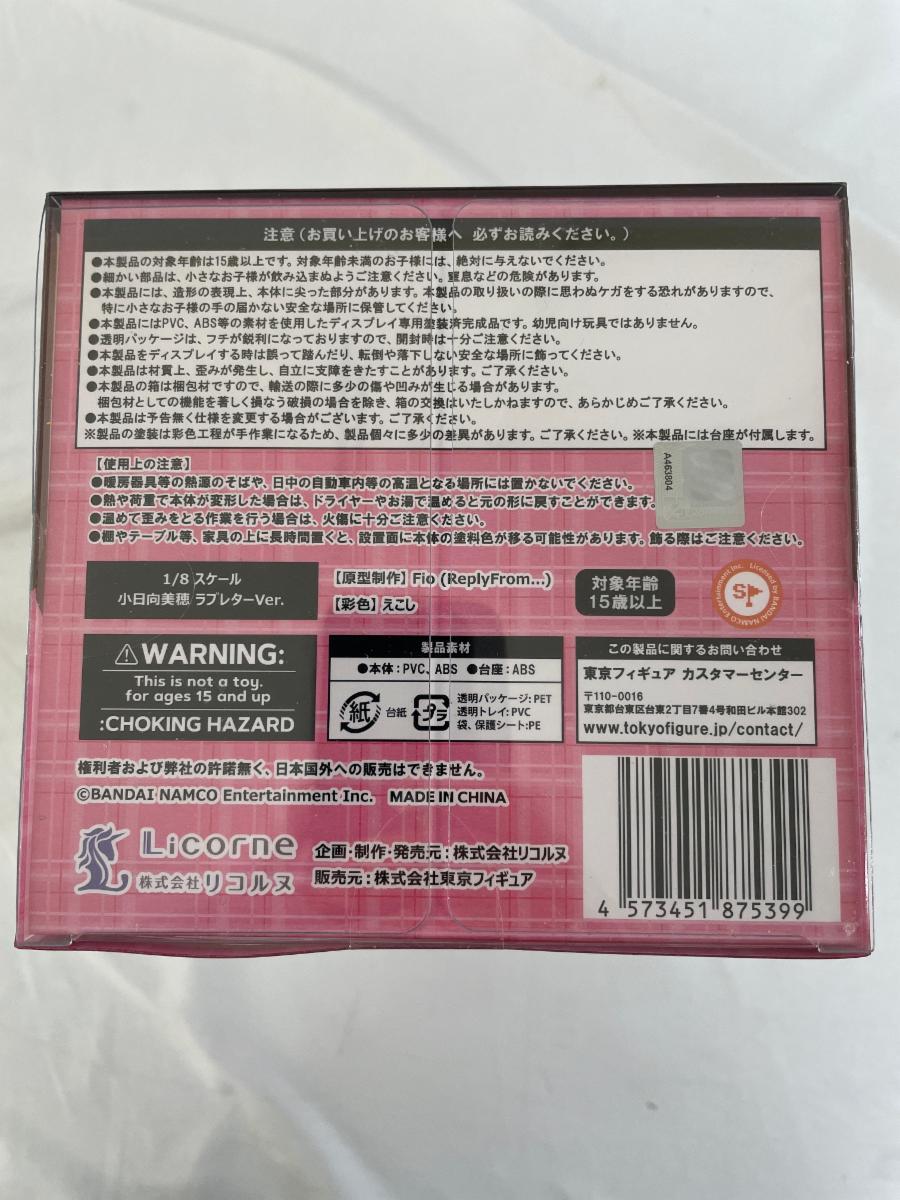 注意(お買い上げのお客様へ 必ずお読みください。)
●本製品の対象年齢は15歳以上です。対象年齢未満のお子様には、絶対に与えないでください。
●細かい部品は、小さなお子様が飲み込まぬようご注意ください。窒息などの危険があります。
●本製品には、造形の表現上、本体に尖った部分があります。本製品の取り扱いの際に思わぬケガをする恐れがありますので、
特に小さなお子様の手の届かない安全な場所に保管してください。
●本製品にはPVC、ABS等の素材を使用したディスプレイ専用塗装済完成品です。幼児向け玩具ではありません。
●透明パッケージは、フチが鋭利になっておりますので、開封時は十分ご注意ください。
●本製品をディスプレイする時は誤って踏んだり、転倒や落下しない安全な場所に飾ってください。
●本製品は材質上、歪みが発生し、自立に支障をきたすことがあります。ご了承ください。
●本製品の箱は梱包材ですので、輸送の際に多少の傷や凹みが生じる場合があります。
梱包材としての機能を著しく損なう破損の場合を除き、箱の交換はいたしかねますので、あらかじめご了承ください。
●本製品は予告無く仕様を変更する場合がございます。ご了承ください。
※製品の塗装は彩色工程が手作業になるため、製品個々に多少の差異があります。ご了承ください。※本製品には台座が付属します。
【使用上の注意】
●暖房器具等の熱源のそばや、日中の自動車内等の高温となる場所には置かないでください。
●熱や荷重で本体が変形した場合は、ドライヤーやお湯で温めると元の形に戻すことができます。
●温めて歪みをとる作業を行う場合は、火傷に十分ご注意ください。
●棚やテーブル等、家具の上に長時間置くと、設置面に本体の塗料色が移る可能性があります。飾る際はご注意ください。
A463804
1/8 スケール
小日向美穂 ラブレターVer.
【原型制作】Fio (ReplyFrom...)
【彩色】えこし
対象年齢
15歳以上
Licensed by BANDAI NAMCO Entertainment Inc.
⚠WARNING:
This is not a toy.
for ages 15 and up
:CHOKING HAZARD
製品素材
●本体:PVC、ABS ●台座:ABS
紙 台紙
プラ
透明パッケージ:PET
透明トレイ:PVC
袋、保護シート:PE
この製品に関するお問い合わせ
東京フィギュア カスタマーセンター
〒110-0016
東京都台東区台東2丁目7番4号和田ビル本館302
www.tokyofigure.jp/contact/
権利者および弊社の許諾無く、日本国外への販売はできません。
©BANDAI NAMCO Entertainment Inc. MADE IN CHINA
Licorne
株式会社リコルヌ
企画・制作・発売元:株式会社リコルヌ
販売元:株式会社東京フィギュア
4 573451 875399